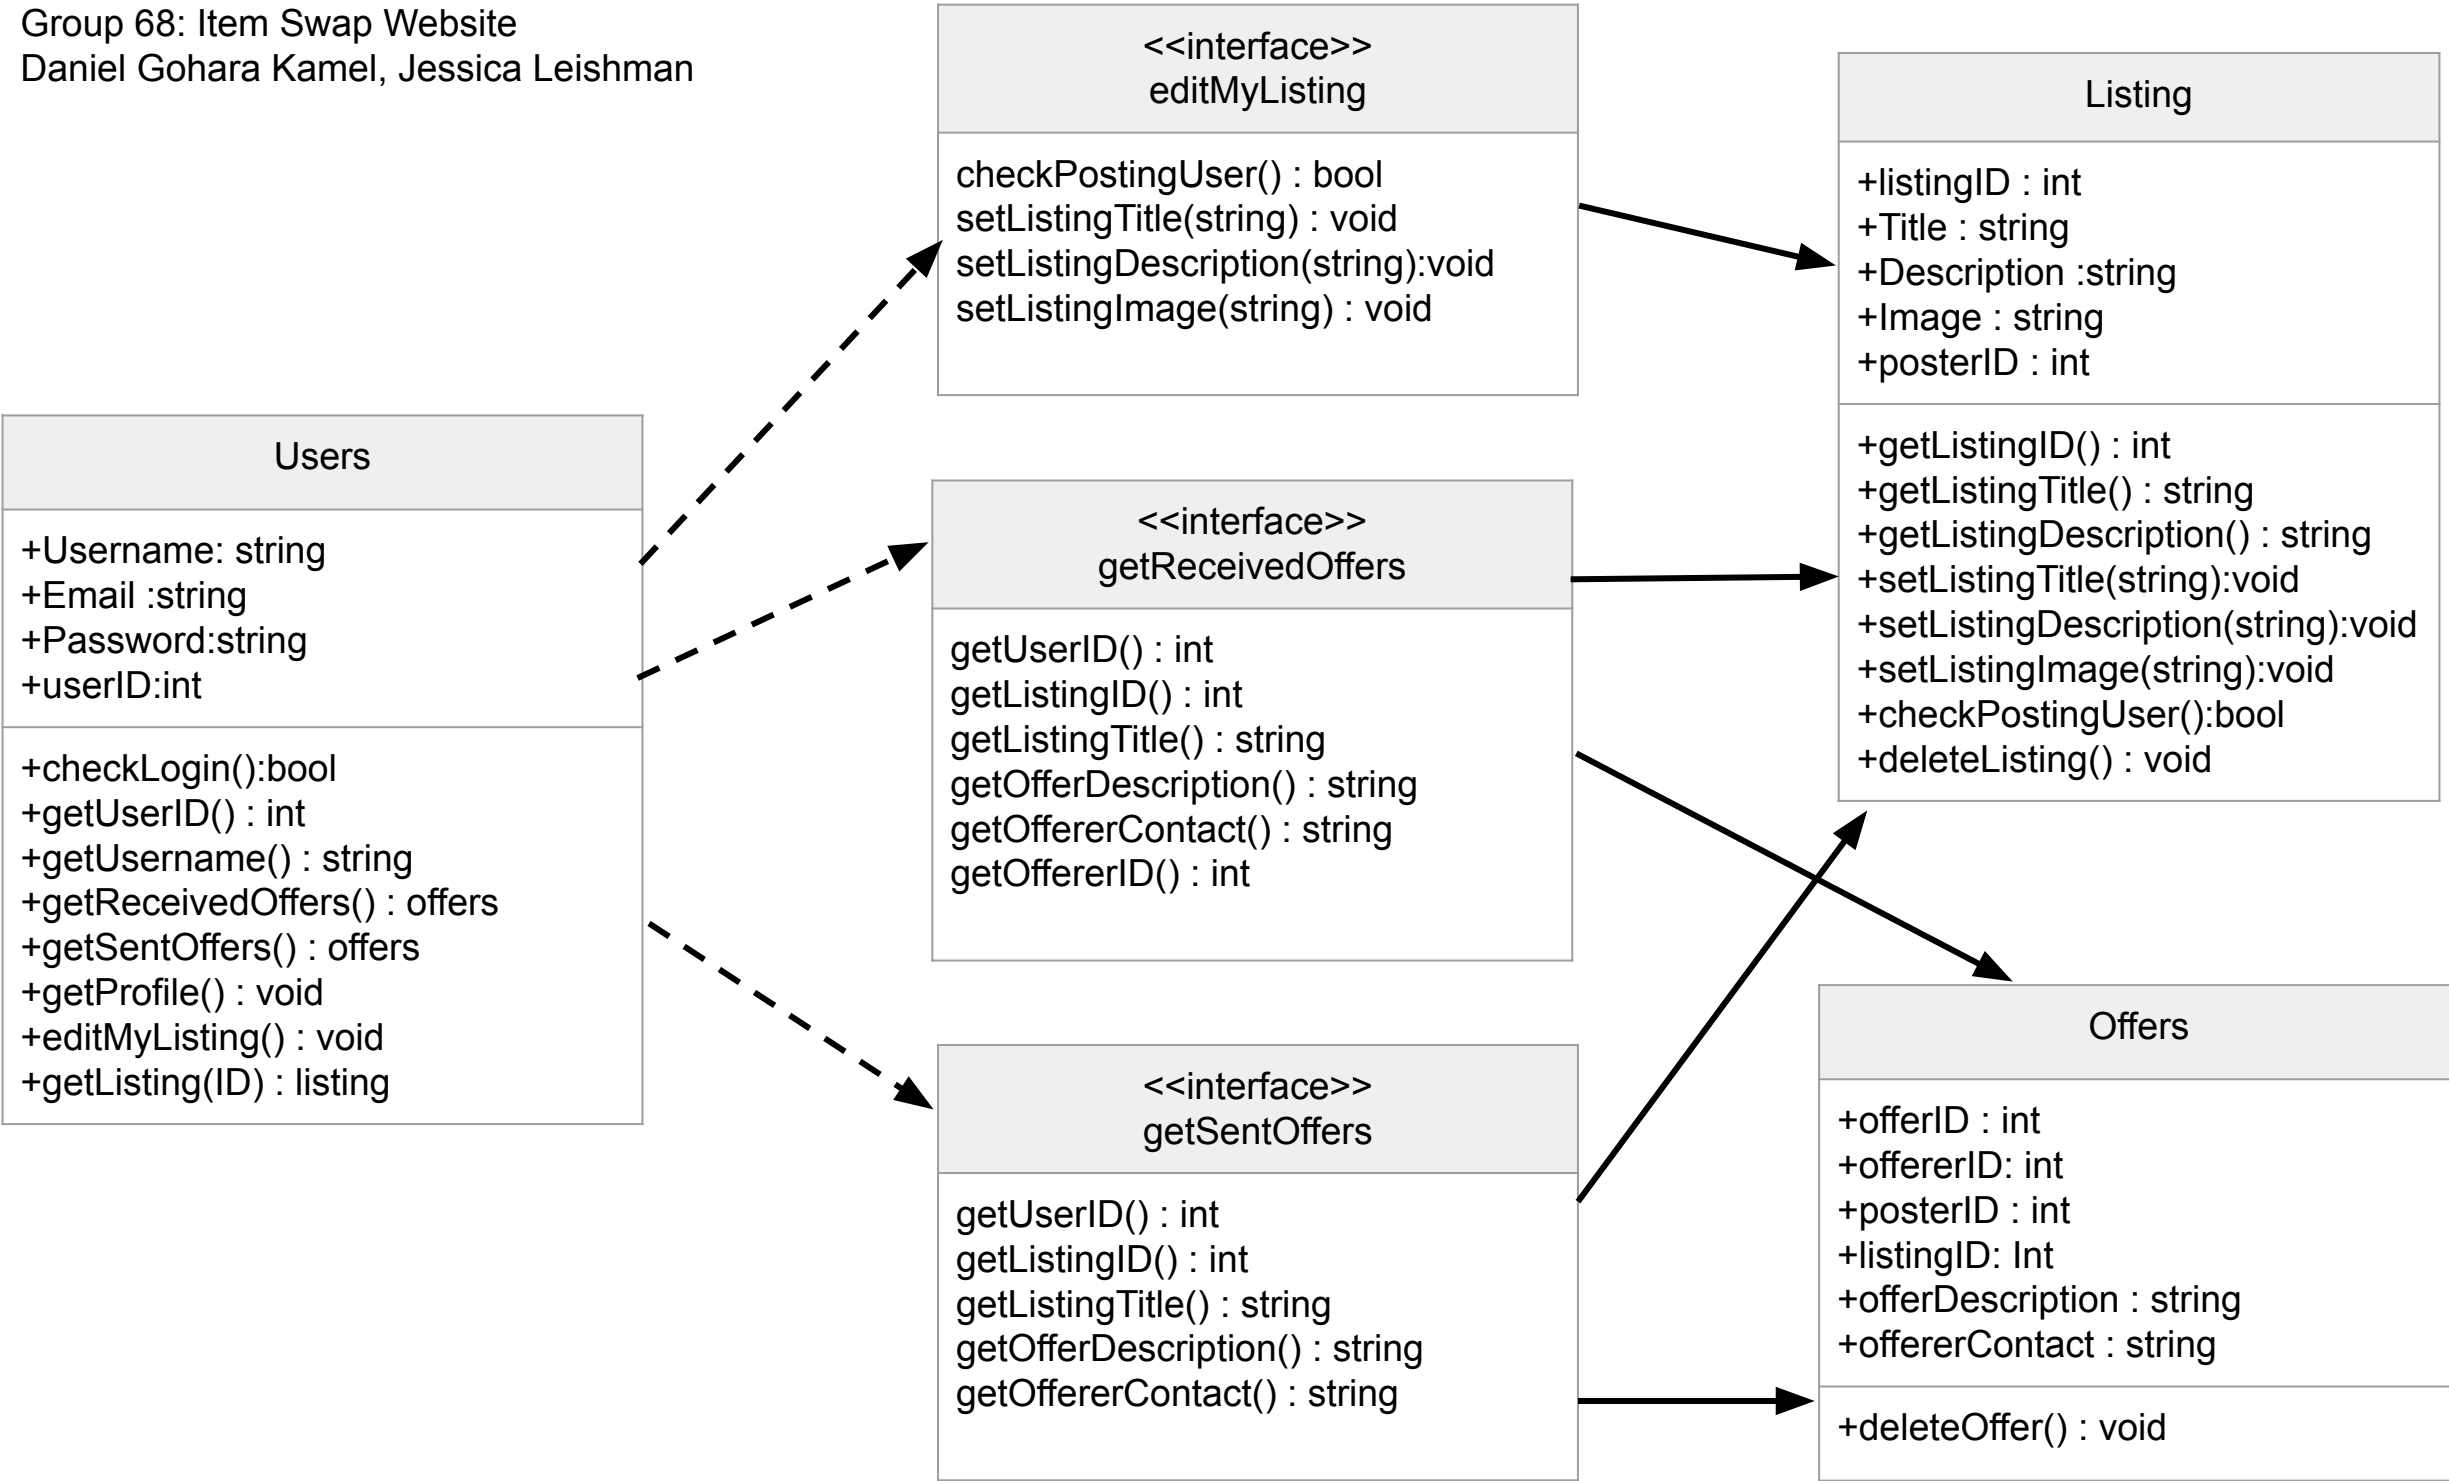 Group 68: Item Swap Website
Daniel Gohara Kamel, Jessica Leishman
<<interface>>
editMyListing
checkPostingUser() : bool
setListingTitle(string) : void
setListingDescription(string):void
setListingImage(string) : void
Listing
+listingID : int
+Title : string
+Description :string
+Image : string
+posterID : int
+getListingID() : int
+getListingTitle() : string
+getListingDescription() : string
+setListingTitle(string):void
+setListingDescription(string):void
+setListingImage(string):void
+checkPostingUser():bool
+deleteListing() : void
Users
+Username: string
+Email :string
+Password:string
+userID:int
+checkLogin():bool
+getUserID() : int
+getUsername() : string
+getReceivedOffers() : offers
+getSentOffers() : offers
+getProfile() : void
+editMyListing() : void
+getListing(ID) : listing
<<interface>>
getReceivedOffers
getUserID() : int
getListingID() : int
getListingTitle() : string
getOfferDescription() : string
getOffererContact() : string
getOffererID() : int
<<interface>>
getSentOffers
getUserID() : int
getListingID() : int
getListingTitle() : string
getOfferDescription() : string
getOffererContact() : string
Offers
+offerID : int
+offererID: int
+posterID : int
+listingID: Int
+offerDescription : string
+offererContact : string
+deleteOffer() : void